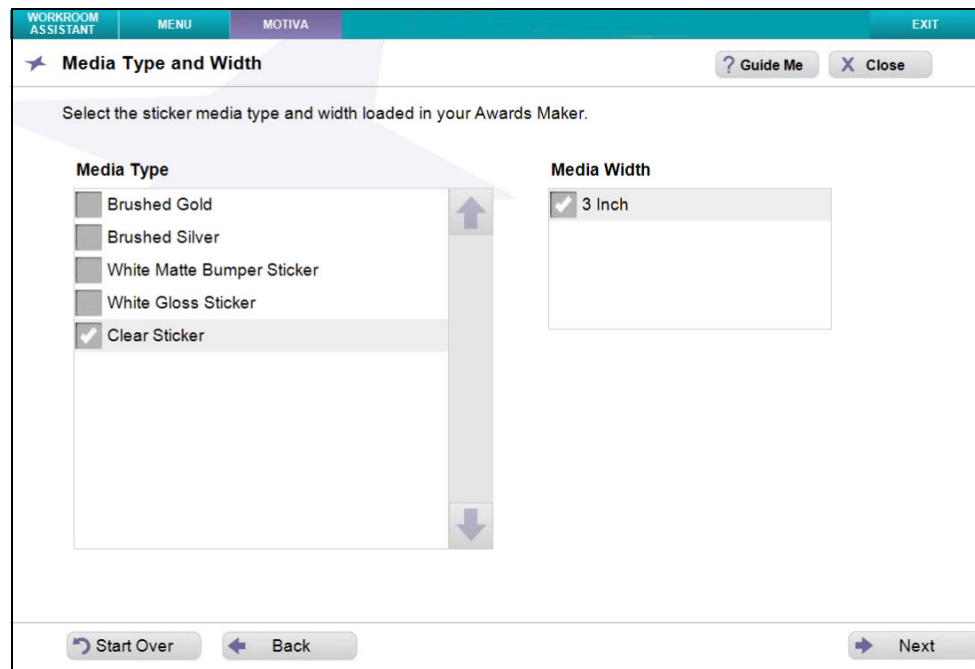 WORKROOM
ASSISTANT
MENU
MOTIVA
EXIT
Media Type and Width
? Guide Me
X Close
Select the sticker media type and width loaded in your Awards Maker.
Media Type
Brushed Gold
Brushed Silver
White Matte Bumper Sticker
White Gloss Sticker
Clear Sticker
Media Width
3 Inch
Start Over
Back
Next